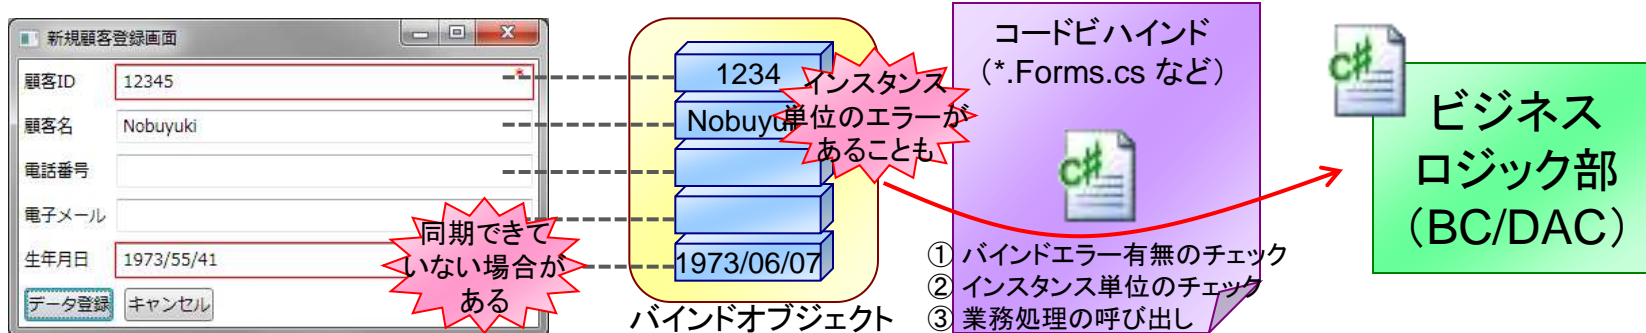 新規顧客登録画面
顧客ID 12345 *
顧客名 Nobuyuki
電話番号
電子メール
生年月日 1973/55/41
データ登録 キャンセル
同期できて
いない場合が
ある
1234
Nobuyuki
1973/06/07
バインドオブジェクト
インスタンス
単位のエラーが
あることも
コードビハインド
(*.Forms.cs など)
C#
① バインドエラー有無のチェック
② インスタンス単位のチェック
③ 業務処理の呼び出し
C#
ビジネス
ロジック部
(BC/DAC)